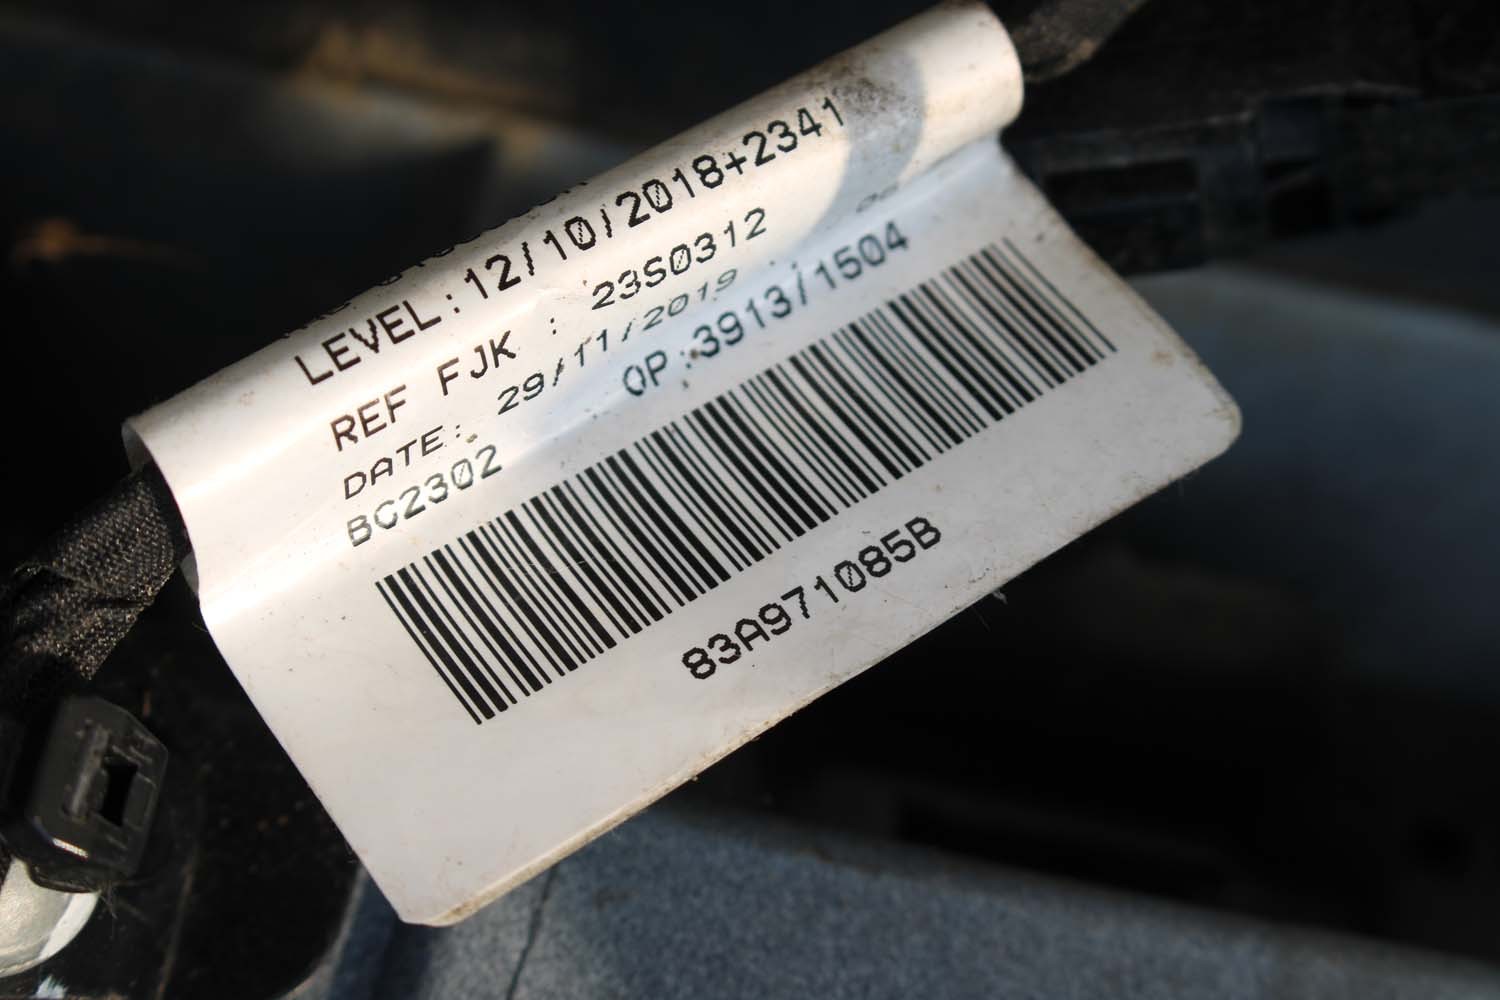 LEVEL: 12/10/2018+2341
REF FJK : 23S0312
DATE: 29/11/2019
BC2302 OP:3913/1504
83A971085B